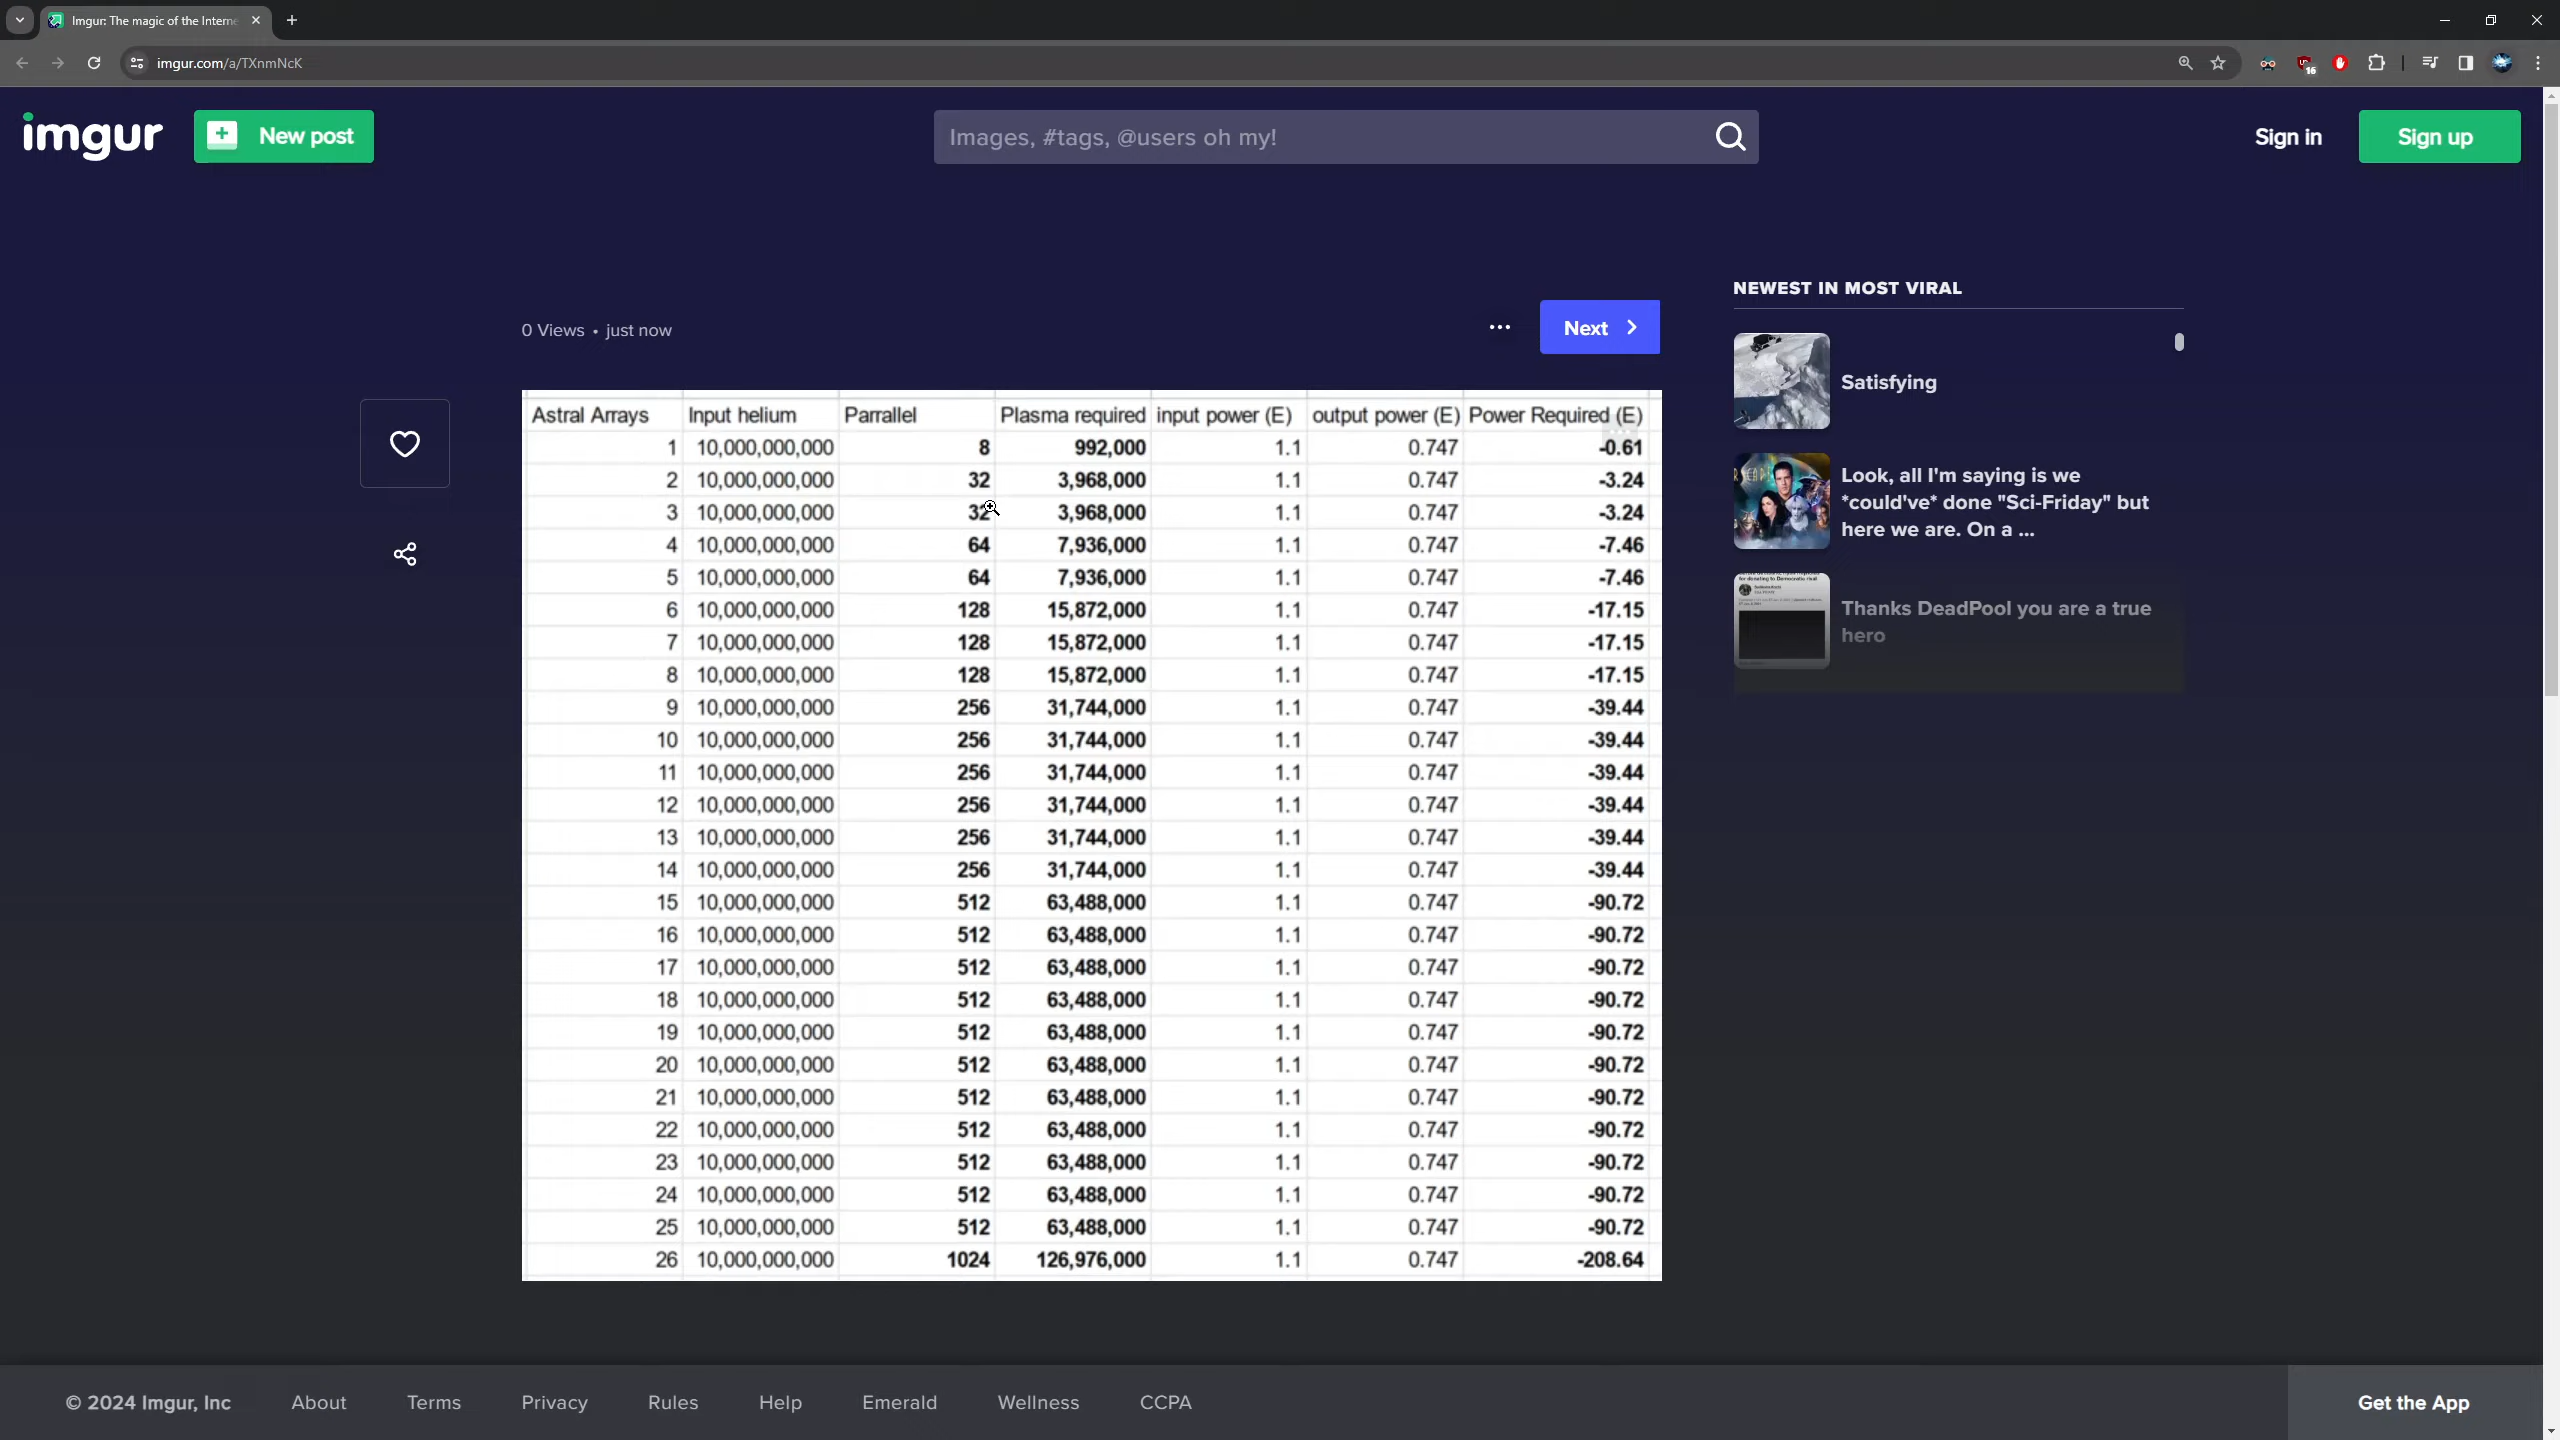 Imgur: The magic of the Interne
imgur.com/a/TXnmNcK
16
imgur
New post
Images, #tags, @users oh my!
Sign in
Sign up
0 Views • just now
Next
NEWEST IN MOST VIRAL
Satisfying
Look, all I'm saying is we
*could've* done "Sci-Friday" but
here we are. On a ...
Thanks DeadPool you are a true
hero
Astral Arrays Input helium Parrallel Plasma required input power (E) output power (E) Power Required (E)
1 10,000,000,000 8 992,000 1.1 0.747 -0.61
2 10,000,000,000 32 3,968,000 1.1 0.747 -3.24
3 10,000,000,000 32 3,968,000 1.1 0.747 -3.24
4 10,000,000,000 64 7,936,000 1.1 0.747 -7.46
5 10,000,000,000 64 7,936,000 1.1 0.747 -7.46
6 10,000,000,000 128 15,872,000 1.1 0.747 -17.15
7 10,000,000,000 128 15,872,000 1.1 0.747 -17.15
8 10,000,000,000 128 15,872,000 1.1 0.747 -17.15
9 10,000,000,000 256 31,744,000 1.1 0.747 -39.44
10 10,000,000,000 256 31,744,000 1.1 0.747 -39.44
11 10,000,000,000 256 31,744,000 1.1 0.747 -39.44
12 10,000,000,000 256 31,744,000 1.1 0.747 -39.44
13 10,000,000,000 256 31,744,000 1.1 0.747 -39.44
14 10,000,000,000 256 31,744,000 1.1 0.747 -39.44
15 10,000,000,000 512 63,488,000 1.1 0.747 -90.72
16 10,000,000,000 512 63,488,000 1.1 0.747 -90.72
17 10,000,000,000 512 63,488,000 1.1 0.747 -90.72
18 10,000,000,000 512 63,488,000 1.1 0.747 -90.72
19 10,000,000,000 512 63,488,000 1.1 0.747 -90.72
20 10,000,000,000 512 63,488,000 1.1 0.747 -90.72
21 10,000,000,000 512 63,488,000 1.1 0.747 -90.72
22 10,000,000,000 512 63,488,000 1.1 0.747 -90.72
23 10,000,000,000 512 63,488,000 1.1 0.747 -90.72
24 10,000,000,000 512 63,488,000 1.1 0.747 -90.72
25 10,000,000,000 512 63,488,000 1.1 0.747 -90.72
26 10,000,000,000 1024 126,976,000 1.1 0.747 -208.64
© 2024 Imgur, Inc About Terms Privacy Rules Help Emerald Wellness CCPA
Get the App